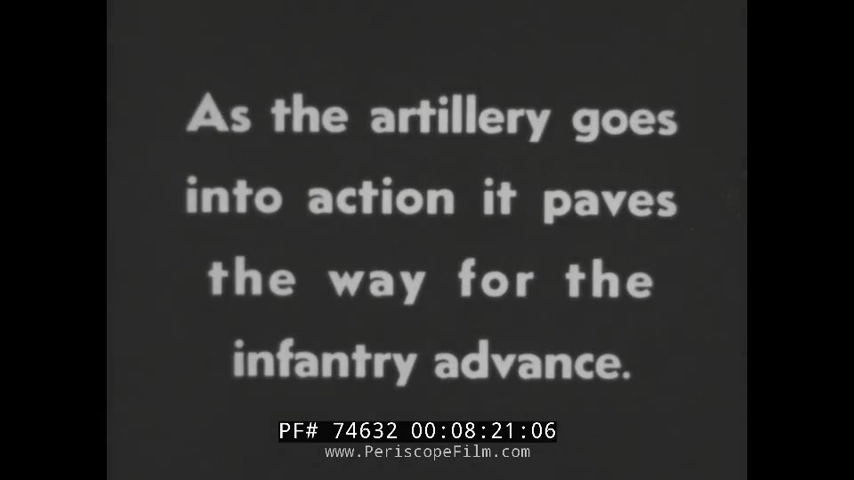 As the artillery goes
into action it paves
the way for the
infantry advance.
PF# 74632 00:08:21:06
www.PeriscopeFilm.com